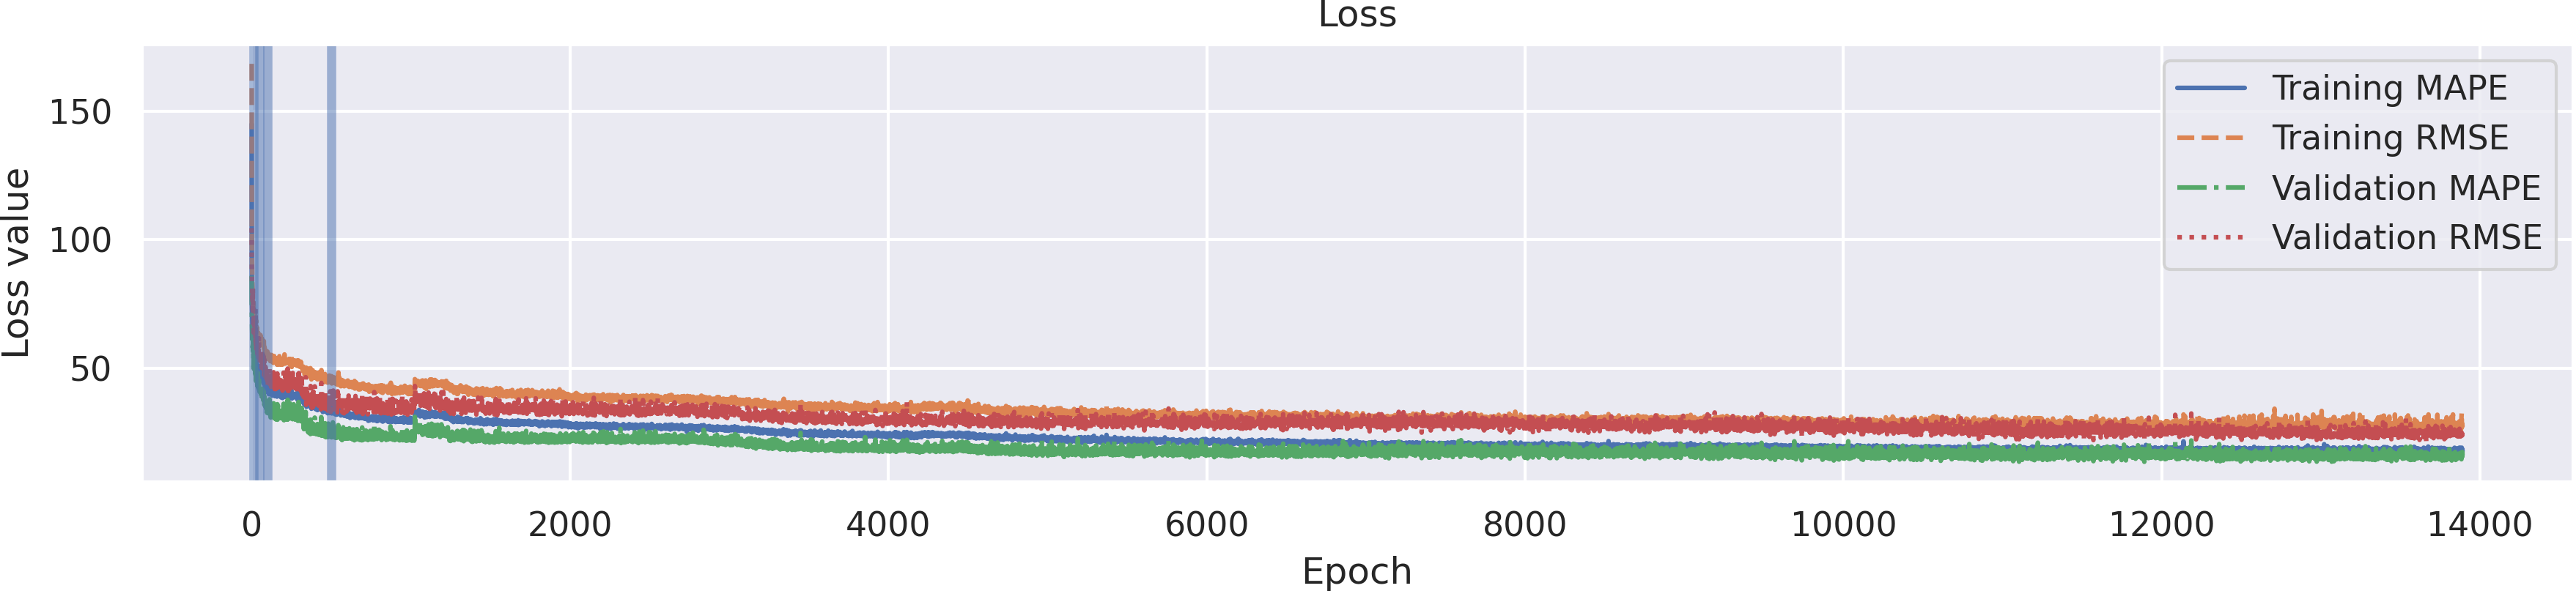 Loss
Loss value
150
100
50
Training MAPE
Training RMSE
Validation MAPE
Validation RMSE
0 2000 4000 6000 8000 10000 12000 14000
Epoch